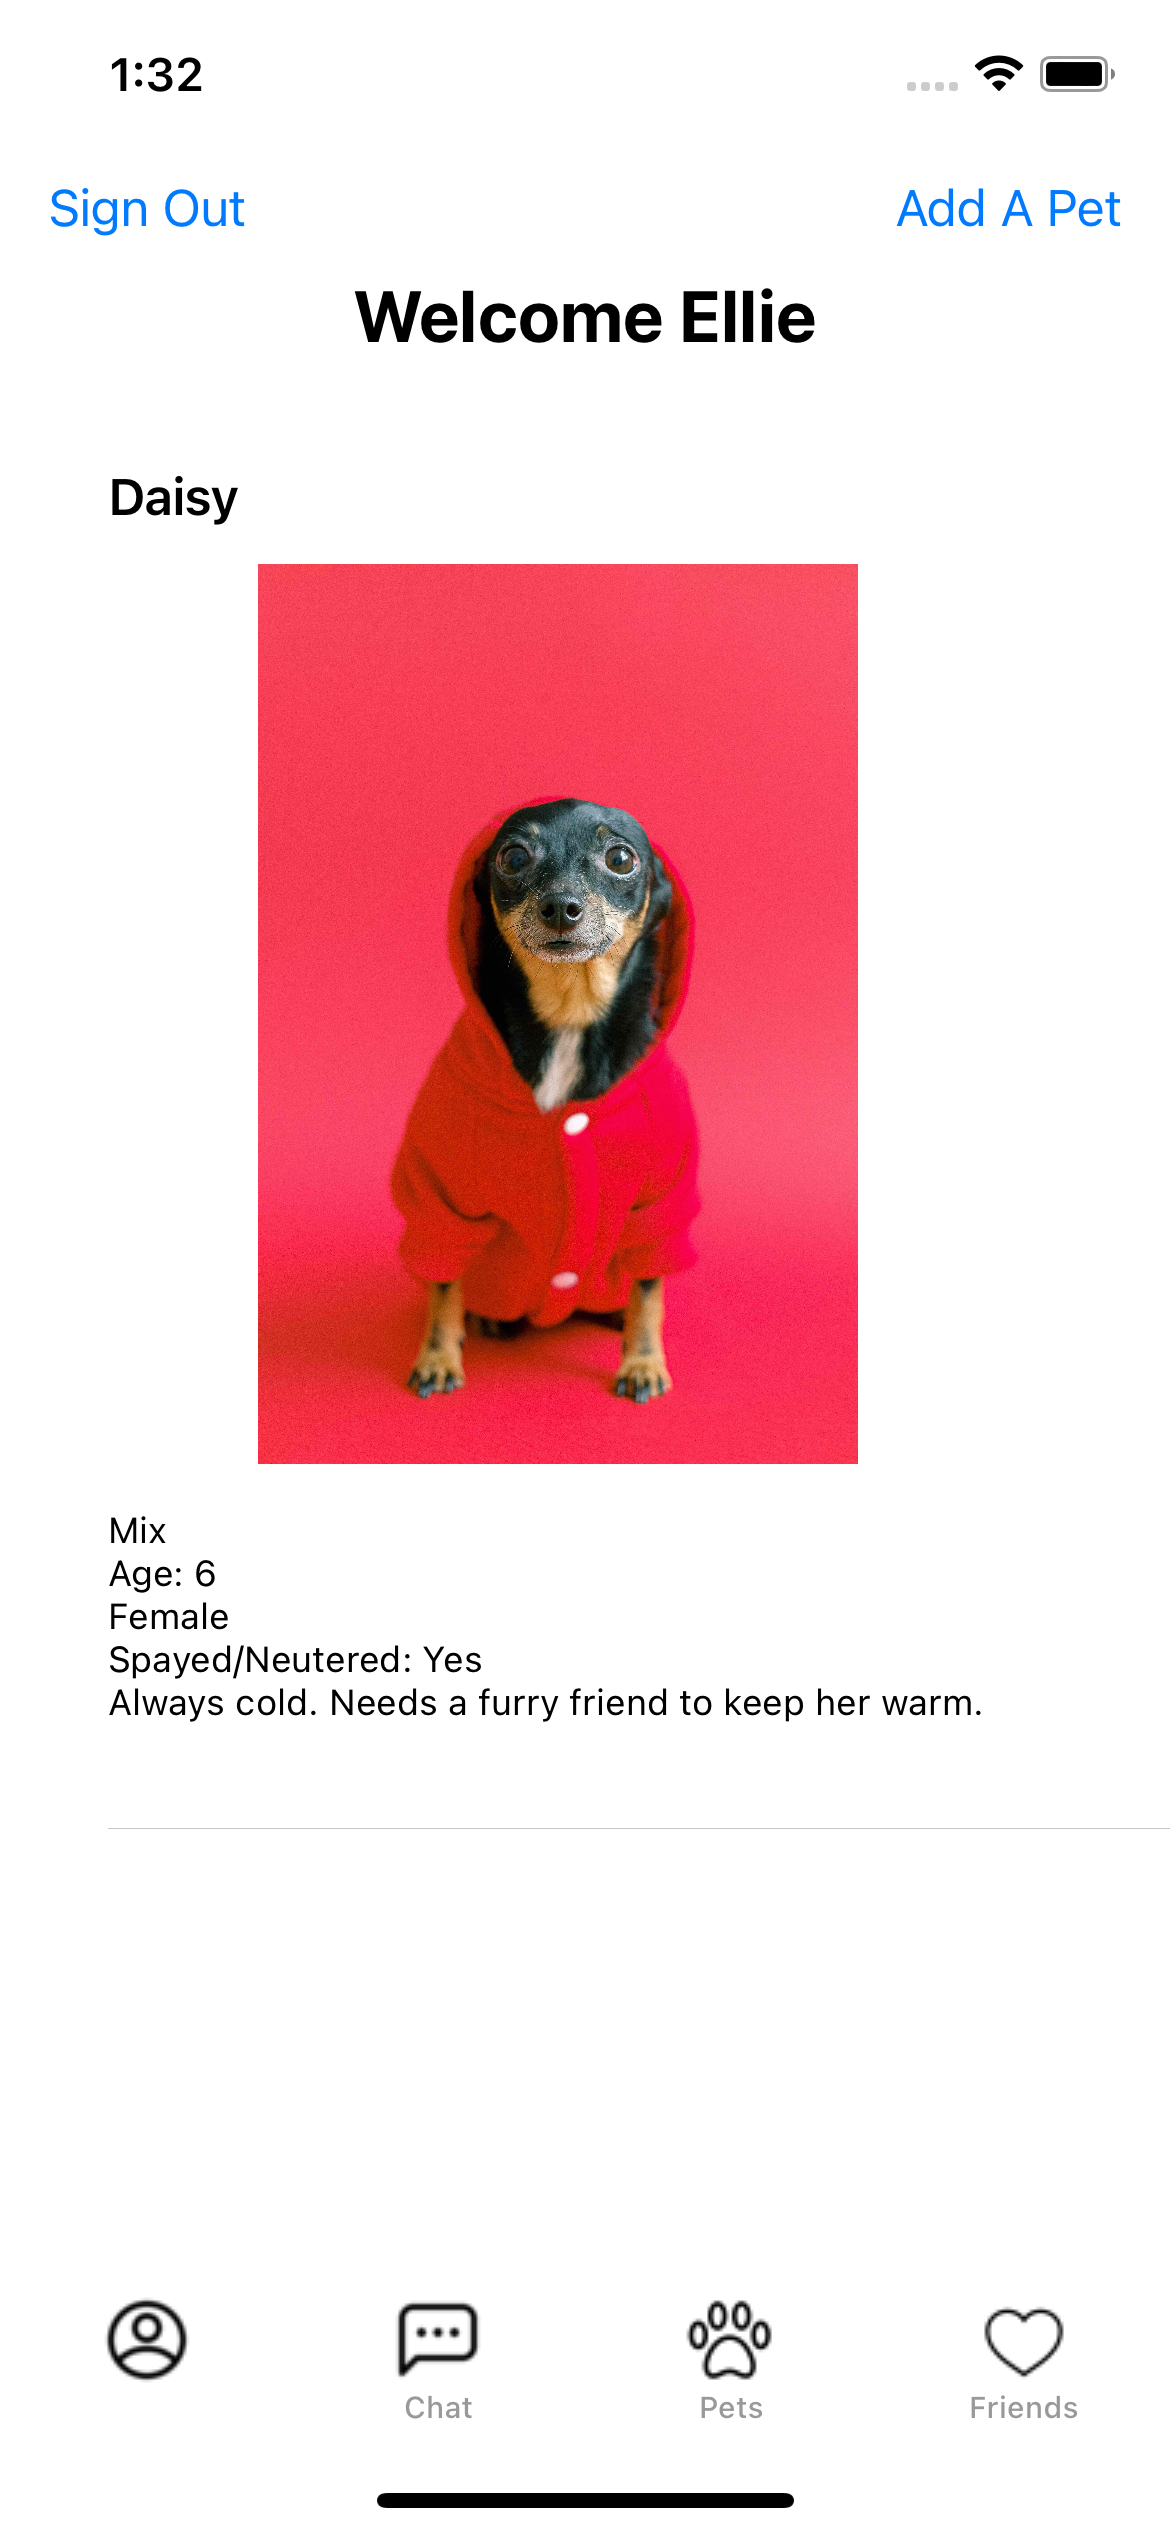 1:32
Sign Out
Add A Pet
Welcome Ellie
Daisy
Mix
Age: 6
Female
Spayed/Neutered: Yes
Always cold. Needs a furry friend to keep her warm.
Chat
Pets
Friends